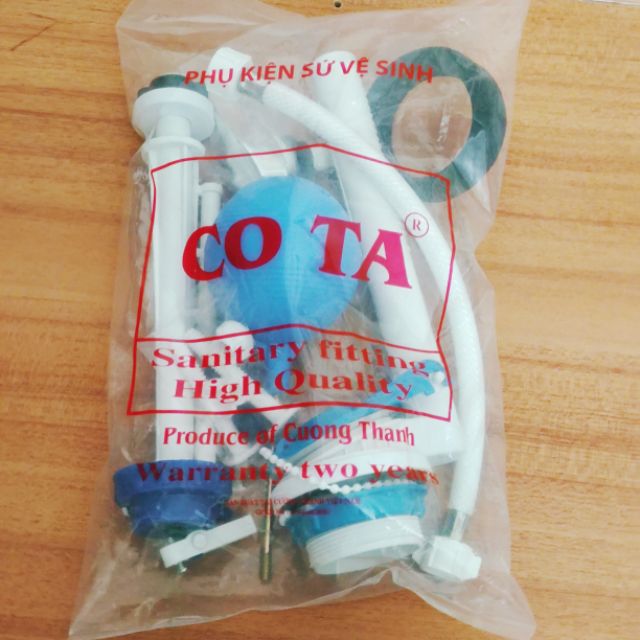 PHỤ KIỆN SỨ VỆ SINH
CO TA ®
Sanitary fitting
High Quality
Produce of Cuong Thanh
Warranty two years